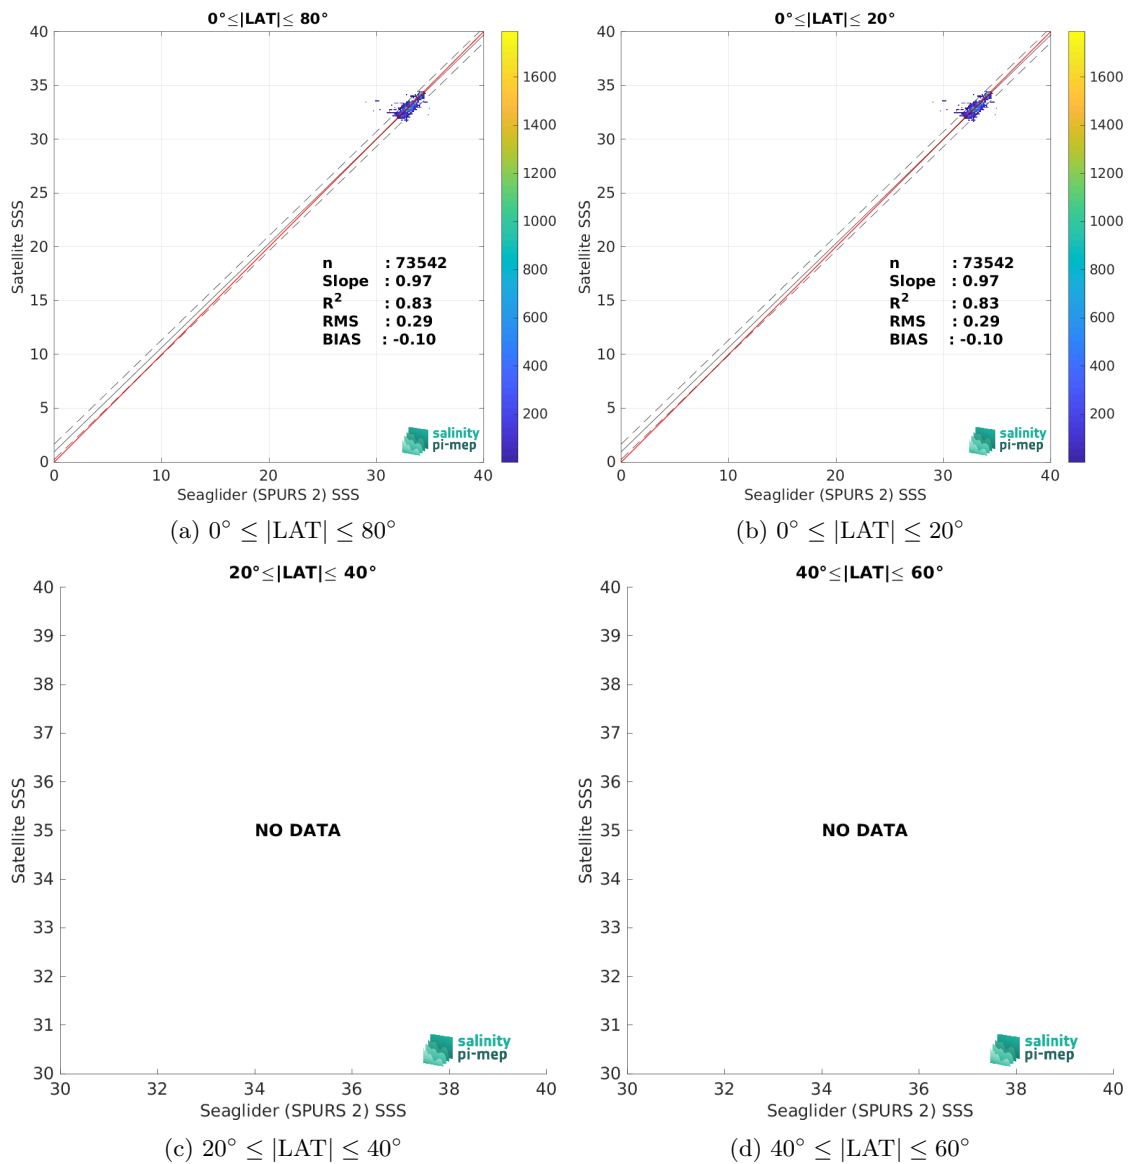 0°≤|LAT|≤ 80°
40
35
30
25
20
15
10
5
0
Satellite SSS
n : 73542
Slope : 0.97
R² : 0.83
RMS : 0.29
BIAS : -0.10
salinity
pi-mep
0 10 20 30 40
Seaglider (SPURS 2) SSS
1600
1400
1200
1000
800
600
400
200
(a) 0° ≤ |LAT| ≤ 80°
0°≤|LAT|≤ 20°
40
35
30
25
20
15
10
5
0
Satellite SSS
n : 73542
Slope : 0.97
R² : 0.83
RMS : 0.29
BIAS : -0.10
salinity
pi-mep
0 10 20 30 40
Seaglider (SPURS 2) SSS
1600
1400
1200
1000
800
600
400
200
(b) 0° ≤ |LAT| ≤ 20°
20°≤|LAT|≤ 40°
40
39
38
37
36
35
34
33
32
31
30
Satellite SSS
NO DATA
salinity
pi-mep
30 32 34 36 38 40
Seaglider (SPURS 2) SSS
(c) 20° ≤ |LAT| ≤ 40°
40°≤|LAT|≤ 60°
40
39
38
37
36
35
34
33
32
31
30
Satellite SSS
NO DATA
salinity
pi-mep
30 32 34 36 38 40
Seaglider (SPURS 2) SSS
(d) 40° ≤ |LAT| ≤ 60°